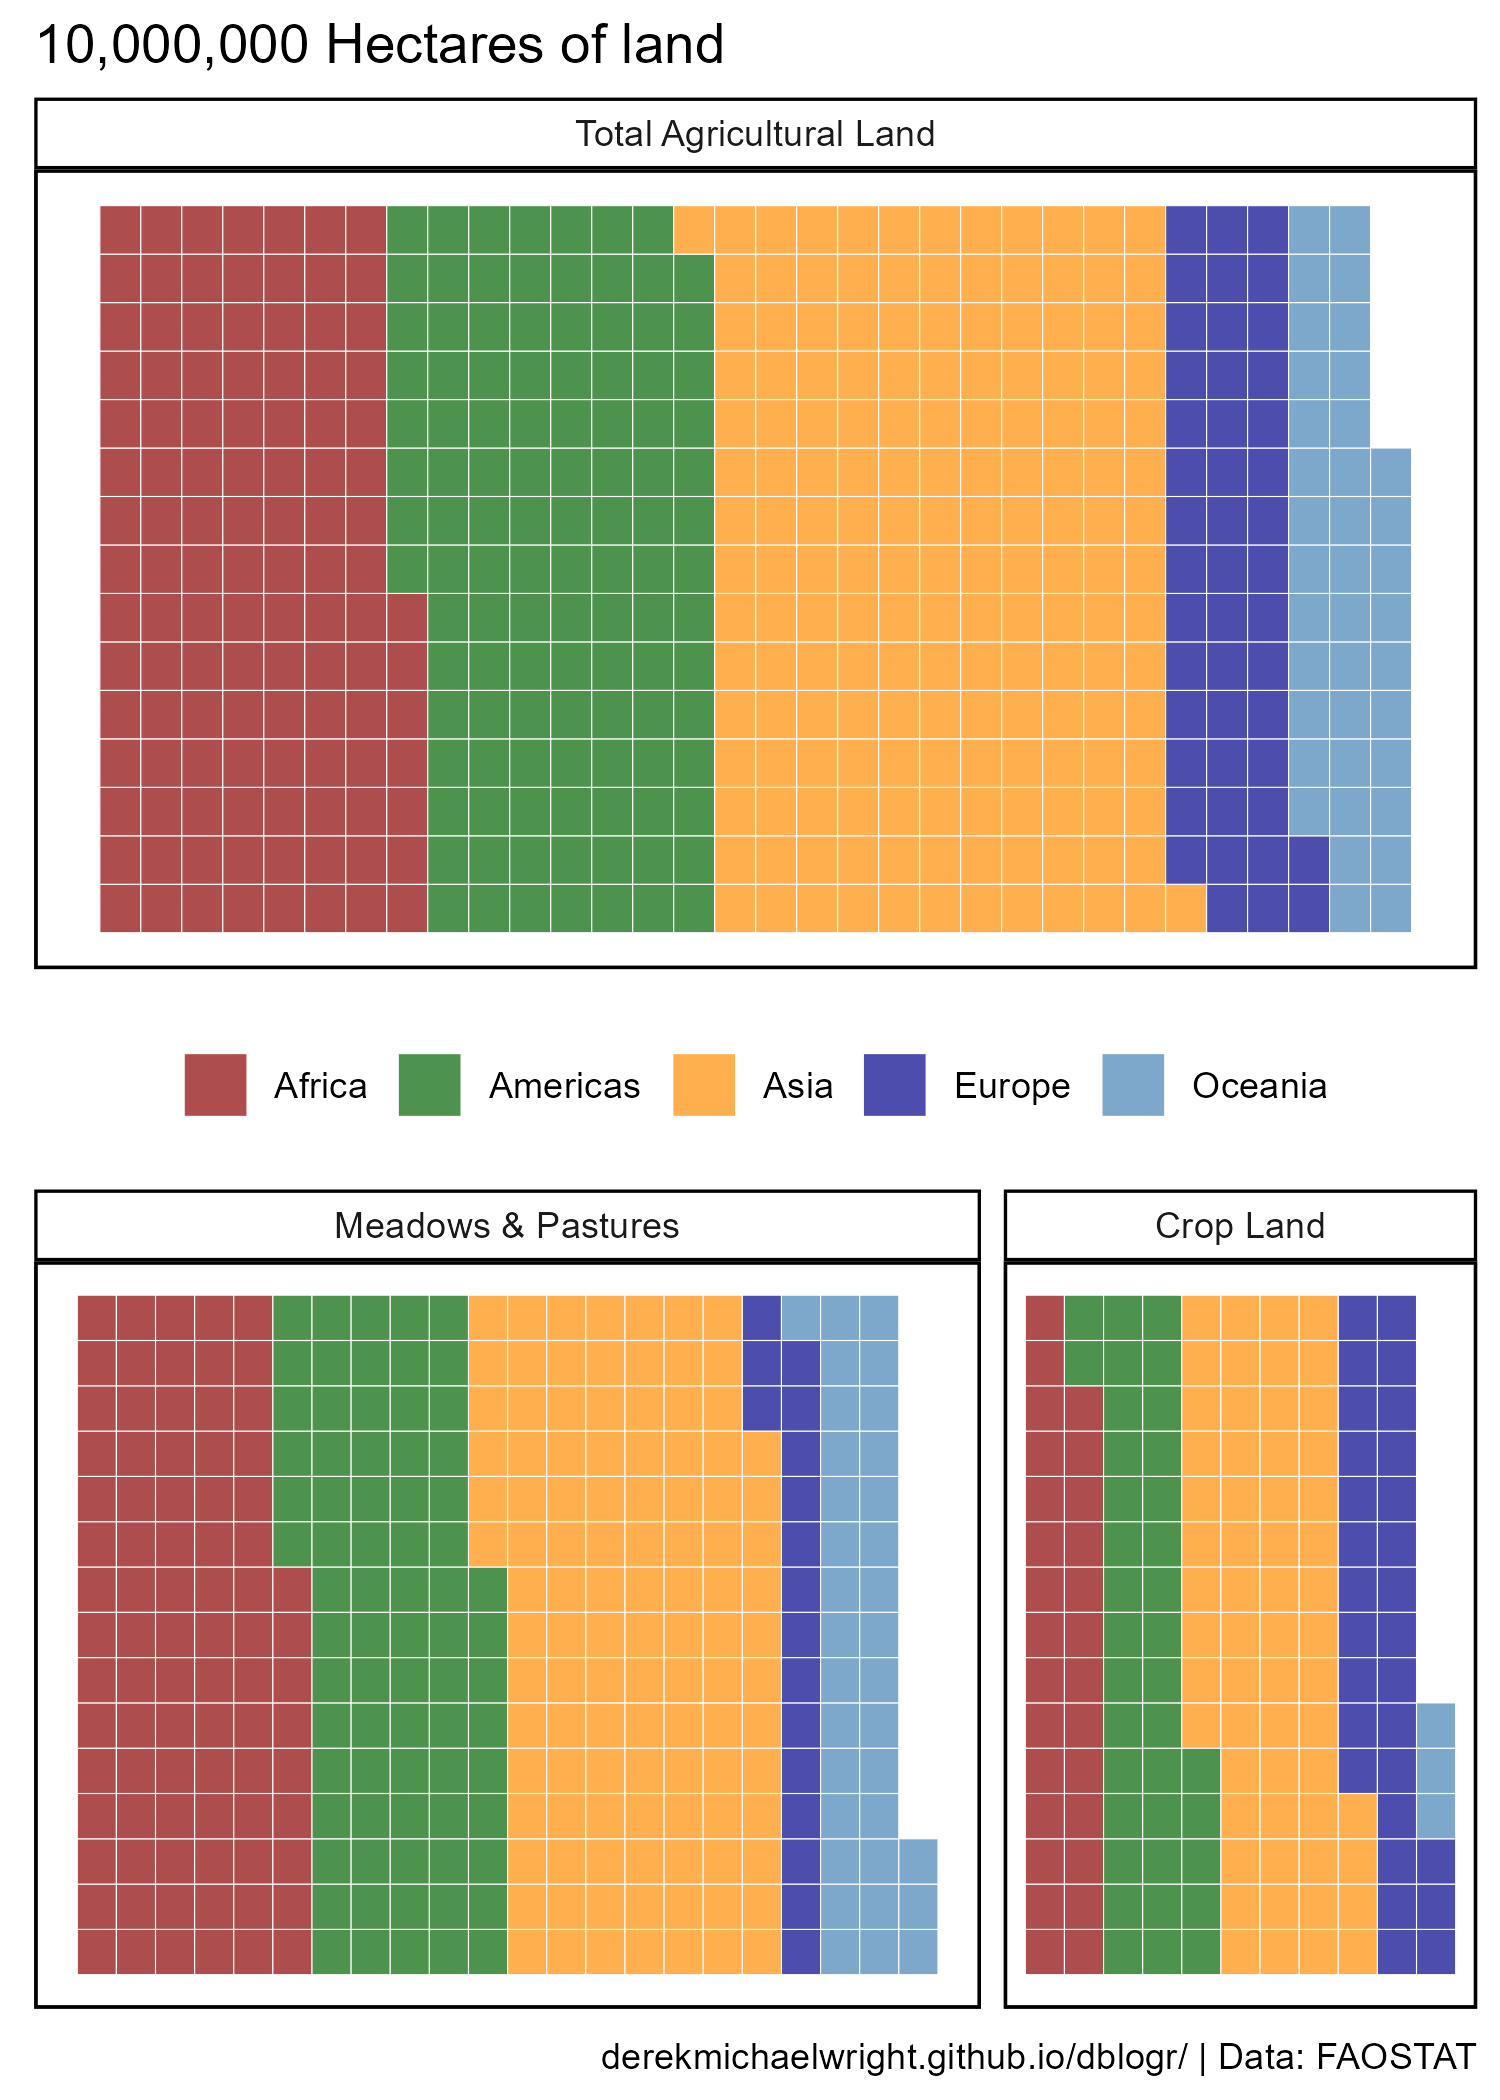 10,000,000 Hectares of land
Total Agricultural Land
Africa Americas Asia Europe Oceania
Meadows & Pastures
Crop Land
derekmichaelwright.github.io/dblogr/ | Data: FAOSTAT